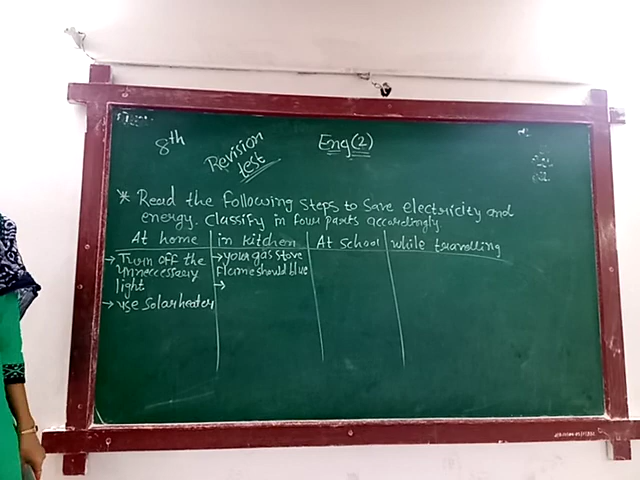 8th
Revision
test
Eng(2)
* Read the following steps to save electricity and
energy. Classify in four parts accordingly
At home
in kitchen
At school
while travelling
→ Turn off the
unneccessary
light
→ use Solar heater
→ your gas stove
flame should blue
→